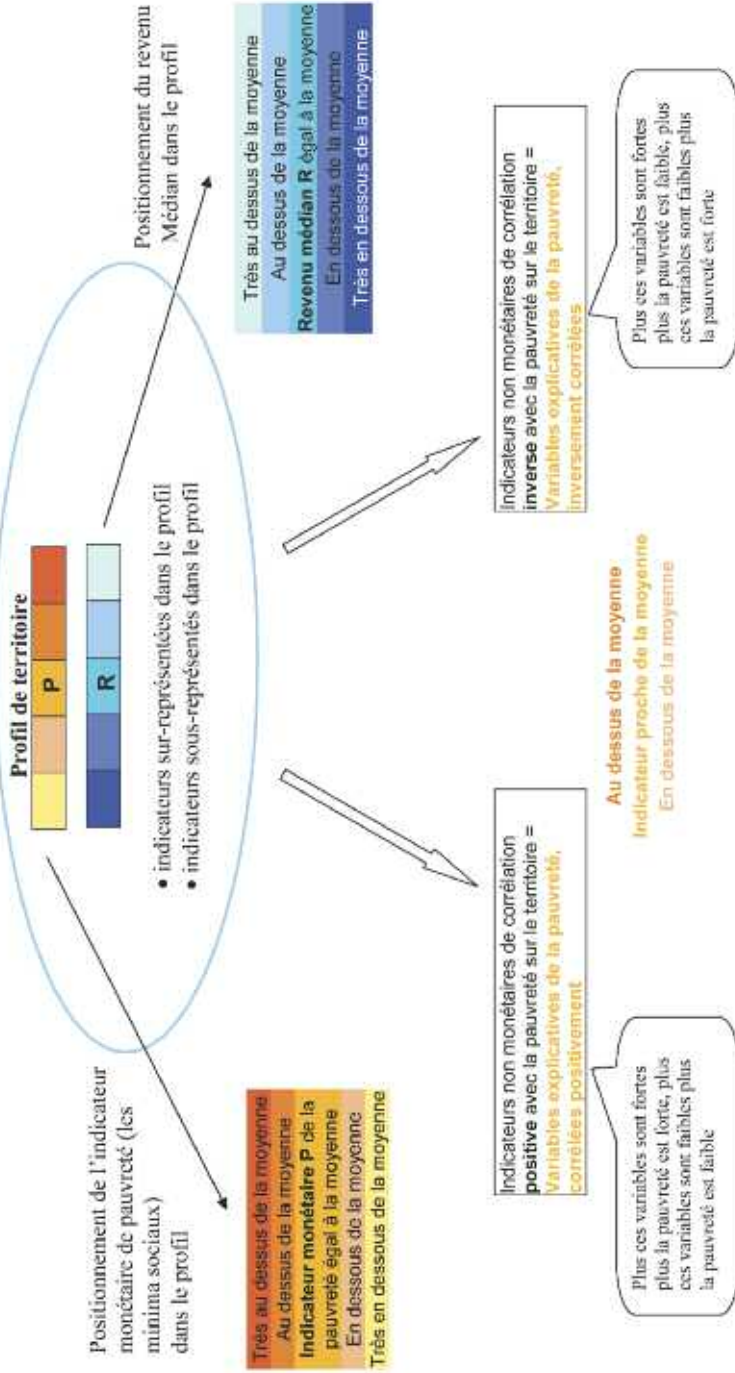 Profil de territoire
P
R
• indicateurs sur-représentées dans le profil
• indicateurs sous-représentés dans le profil
Positionnement de l'indicateur
monétaire de pauvreté (les
minima sociaux)
dans le profil
Positionnement du revenu
Médian dans le profil
Très au dessus de la moyenne
Au dessus de la moyenne
Indicateur monétaire P de la
pauvreté égal à la moyenne
En dessous de la moyenne
Très en dessous de la moyenne
Très au dessus de la moyenne
Au dessus de la moyenne
Revenu médian R égal à la moyenne
En dessous de la moyenne
Très en dessous de la moyenne
Indicateurs non monétaires de corrélation
positive avec la pauvreté sur le territoire =
Variables explicatives de la pauvreté,
corrélées positivement
Indicateurs non monétaires de corrélation
inverse avec la pauvreté sur le territoire =
Variables explicatives de la pauvreté,
inversement corrélées
Au dessus de la moyenne
Indicateur proche de la moyenne
En dessous de la moyenne
Plus ces variables sont fortes
plus la pauvreté est forte, plus
ces variables sont faibles plus
la pauvreté est faible
Plus ces variables sont fortes
plus la pauvreté est faible, plus
ces variables sont faibles plus
la pauvreté est forte